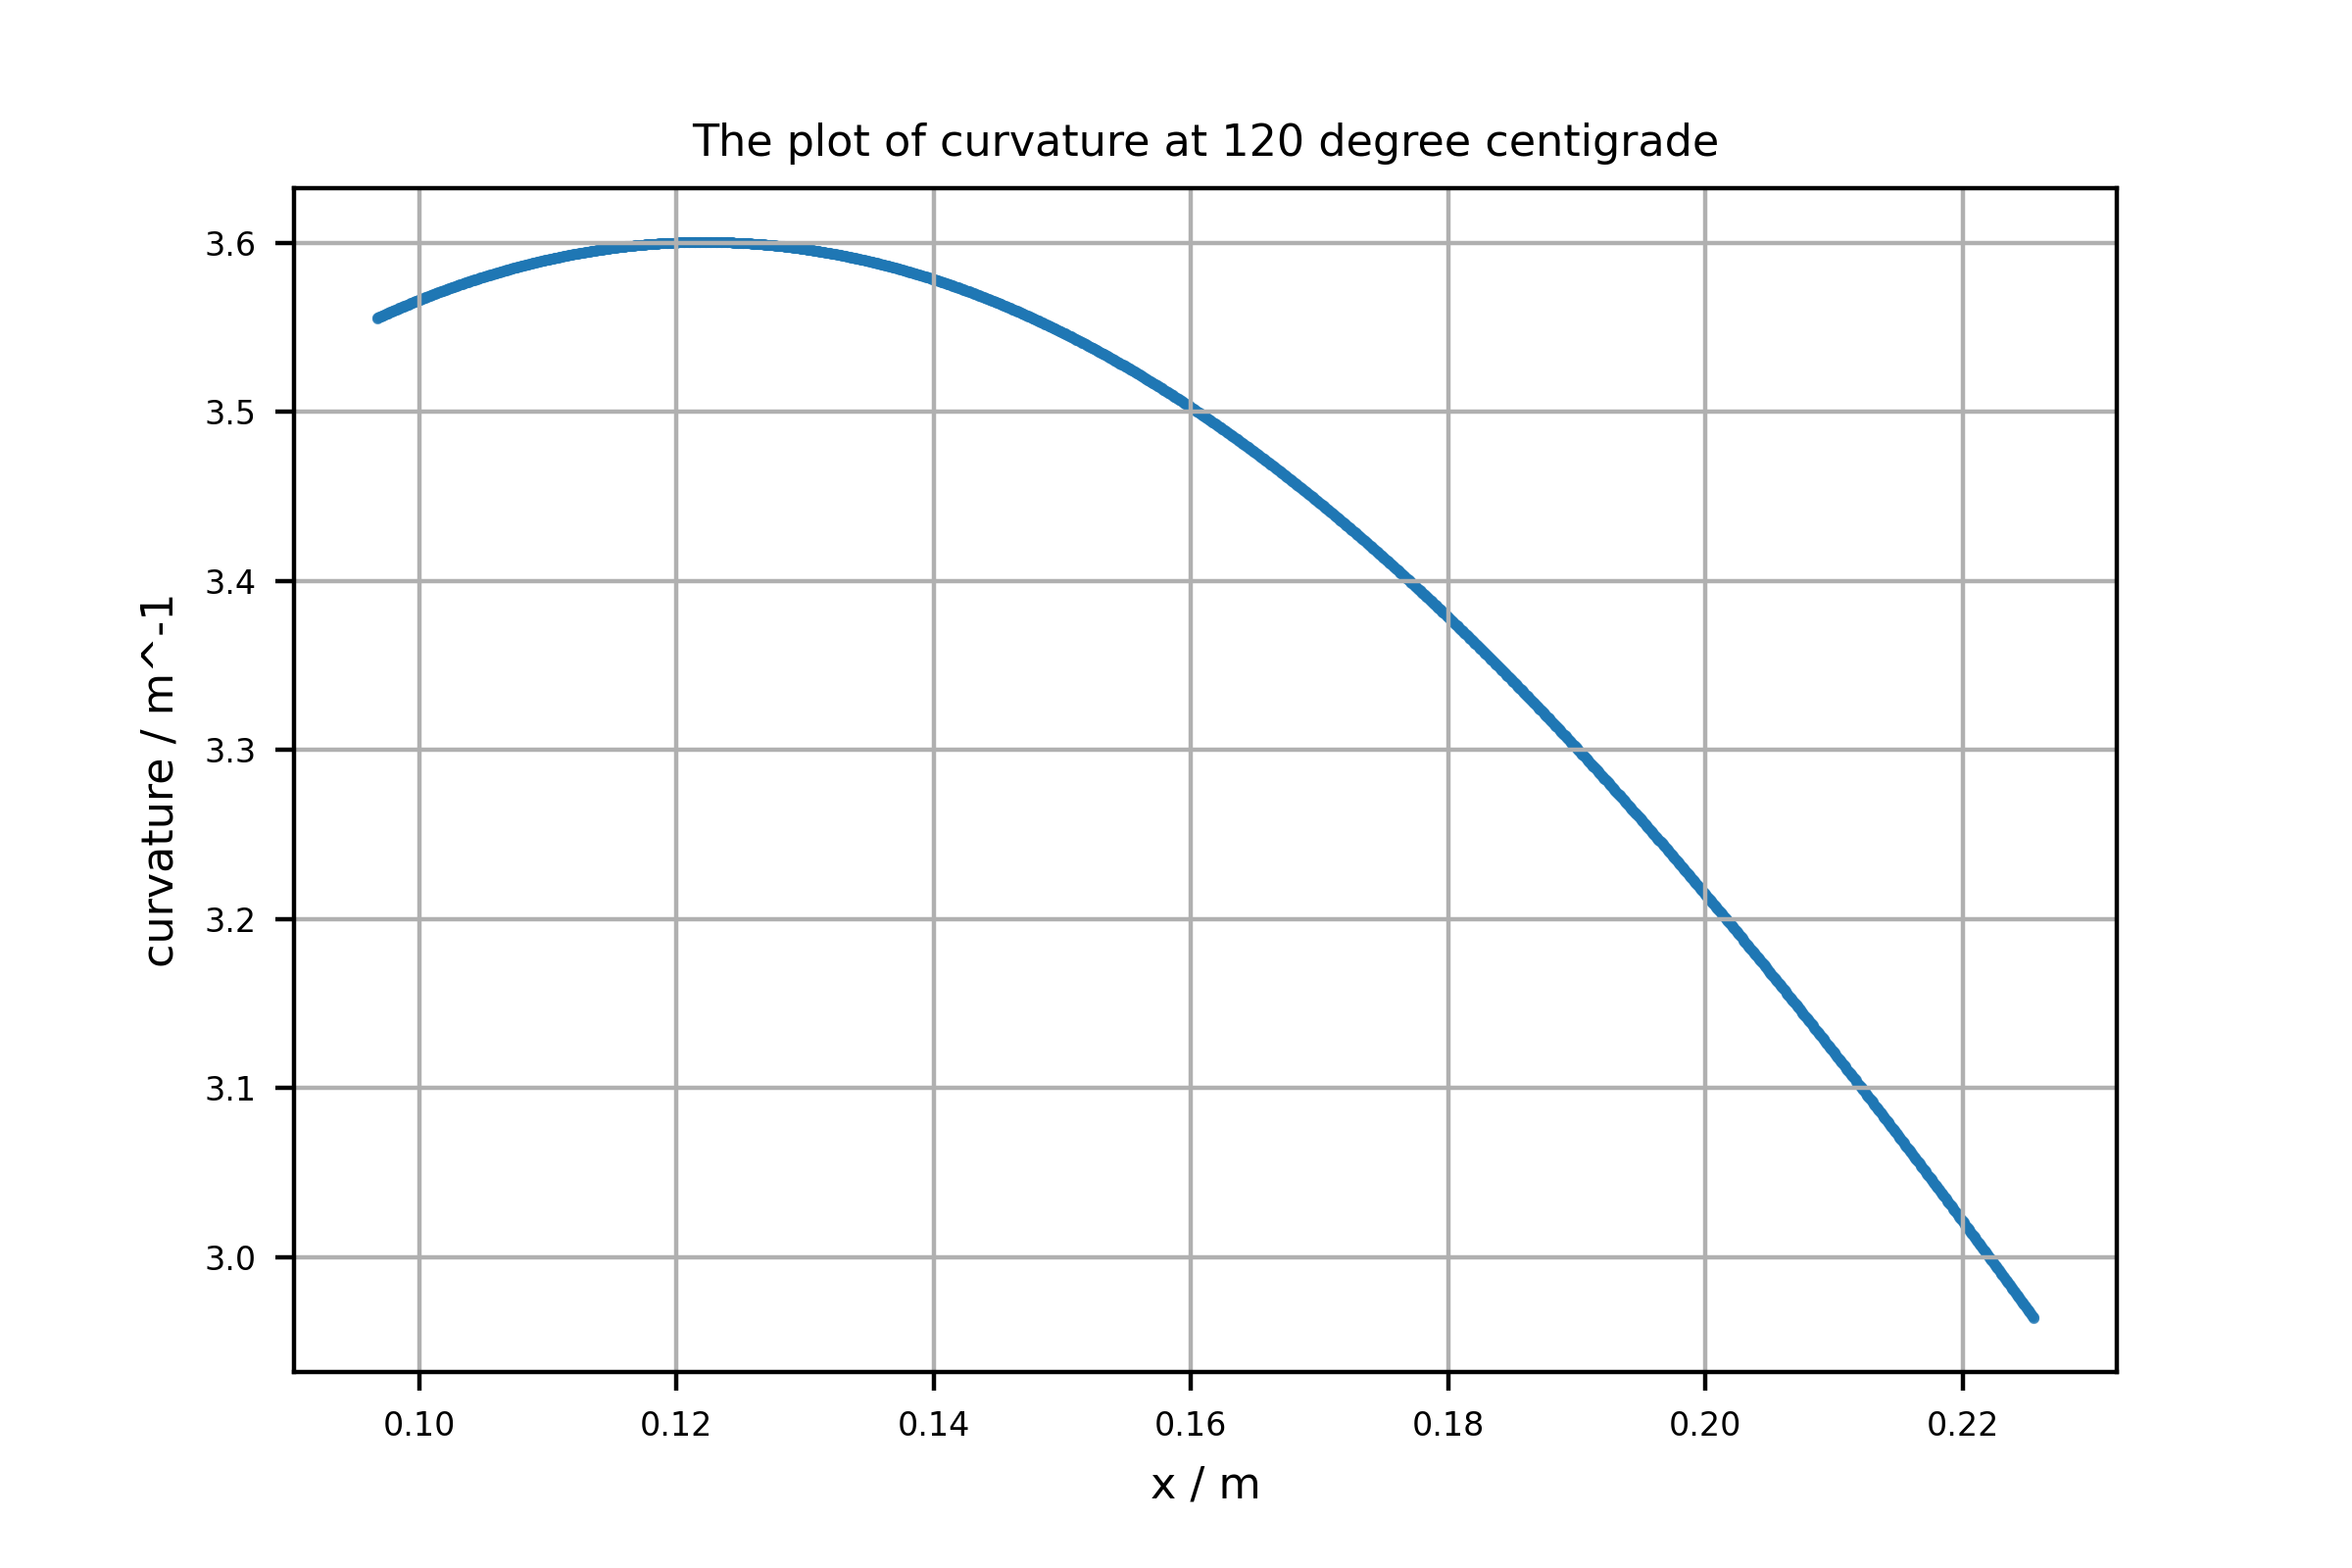 The plot of curvature at 120 degree centigrade
curvature / m^-1
3.6
3.5
3.4
3.3
3.2
3.1
3.0
0.10 0.12 0.14 0.16 0.18 0.20 0.22
x / m